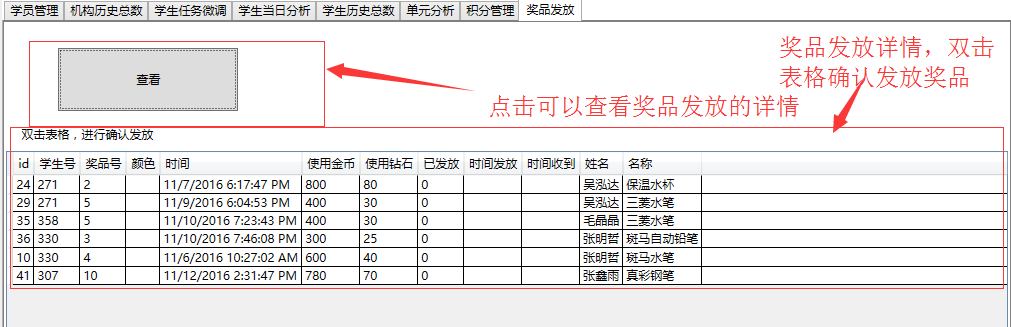 学员管理 机构历史总数 学生任务微调 学生当日分析 学生历史总数 单元分析 积分管理 奖品发放
查看
奖品发放详情，双击
表格确认发放奖品
点击可以查看奖品发放的详情
双击表格，进行确认发放
id 学生号 奖品号 颜色 时间 使用金币 使用钻石 已发放 时间发放 时间收到 姓名 名称
24 271 2 11/7/2016 6:17:47 PM 800 80 0 吴泓达 保温水杯
29 271 5 11/9/2016 6:04:53 PM 400 30 0 吴泓达 三菱水笔
35 358 5 11/10/2016 7:23:43 PM 400 30 0 毛晶晶 三菱水笔
36 330 3 11/10/2016 7:46:08 PM 300 25 0 张明哲 斑马自动铅笔
10 330 4 11/6/2016 10:27:02 AM 600 40 0 张明哲 斑马水笔
41 307 10 11/12/2016 2:31:47 PM 780 70 0 张鑫雨 真彩钢笔